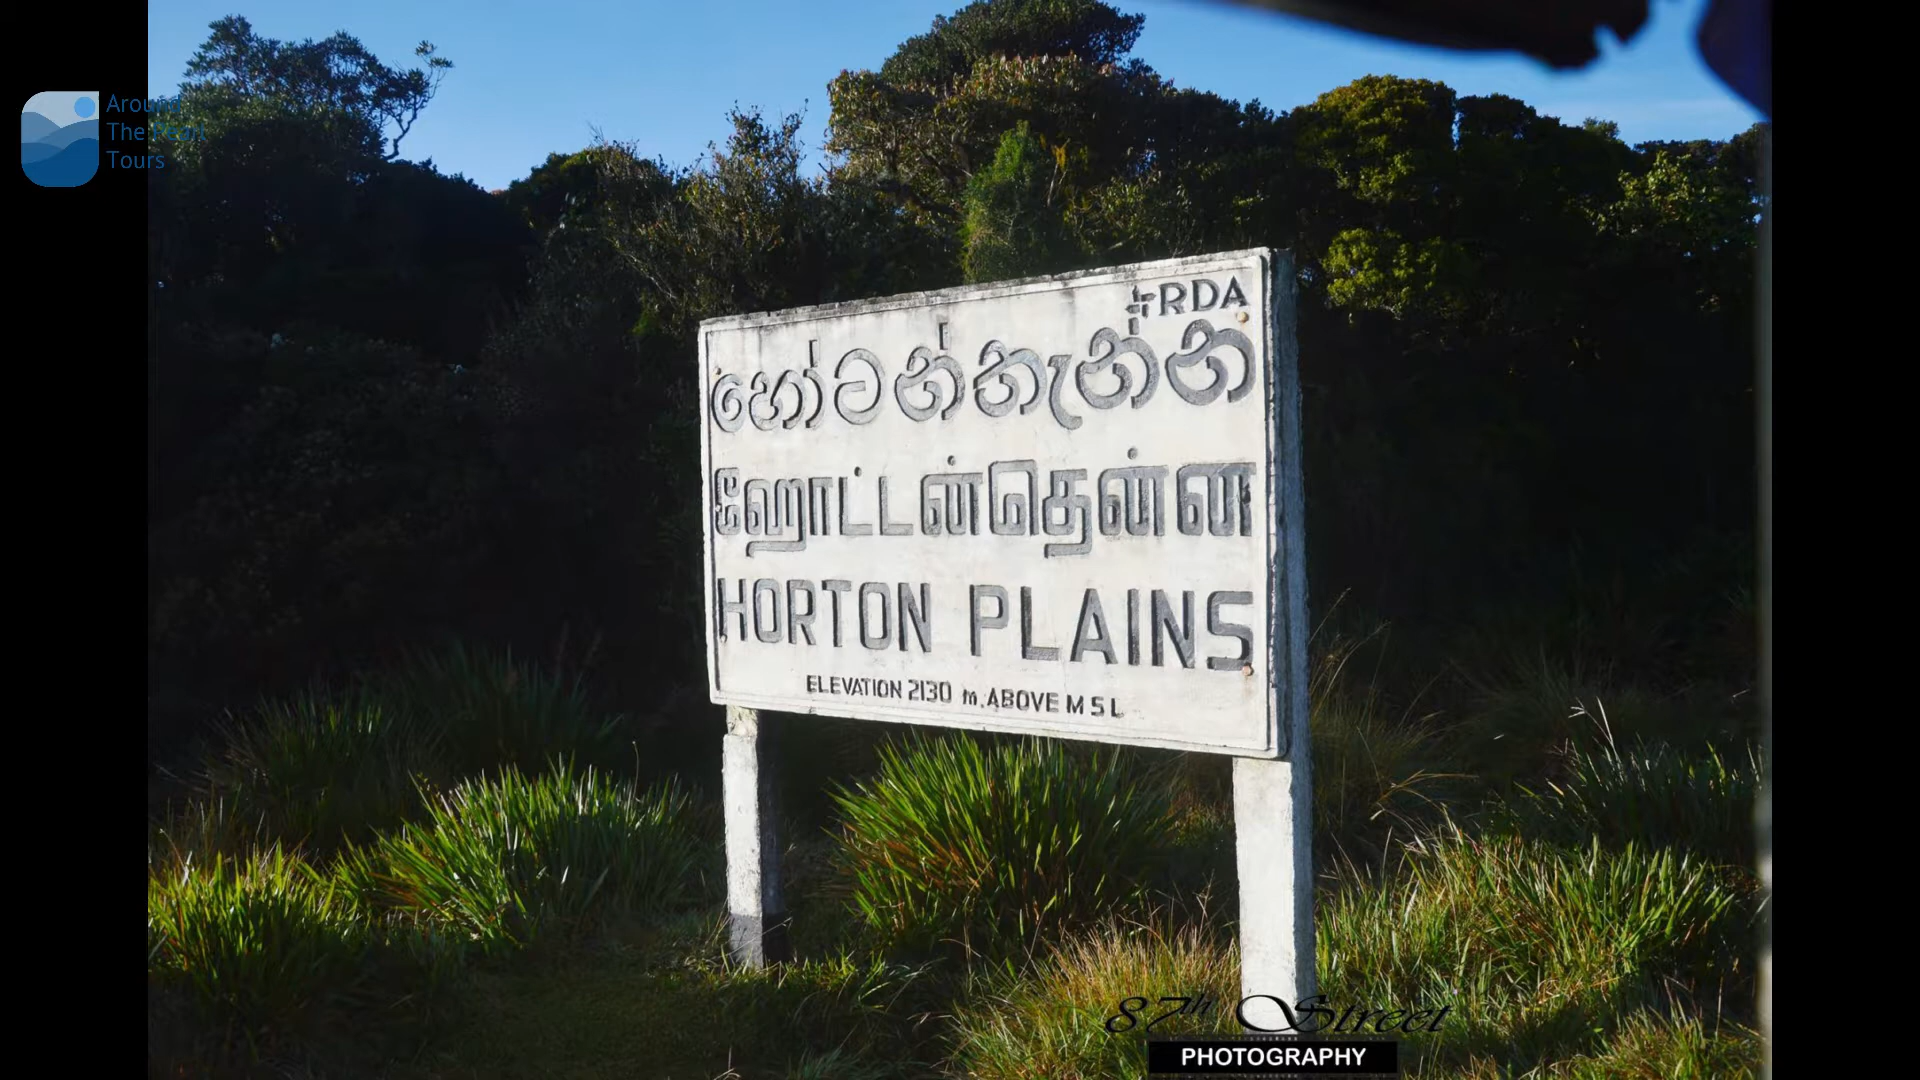 Around
The Pearl
Tours
RDA
හෝටන්තැන්න
ஹோட்டன்தென்ன
HORTON PLAINS
ELEVATION 2130 m. ABOVE M S L
87th Street
PHOTOGRAPHY